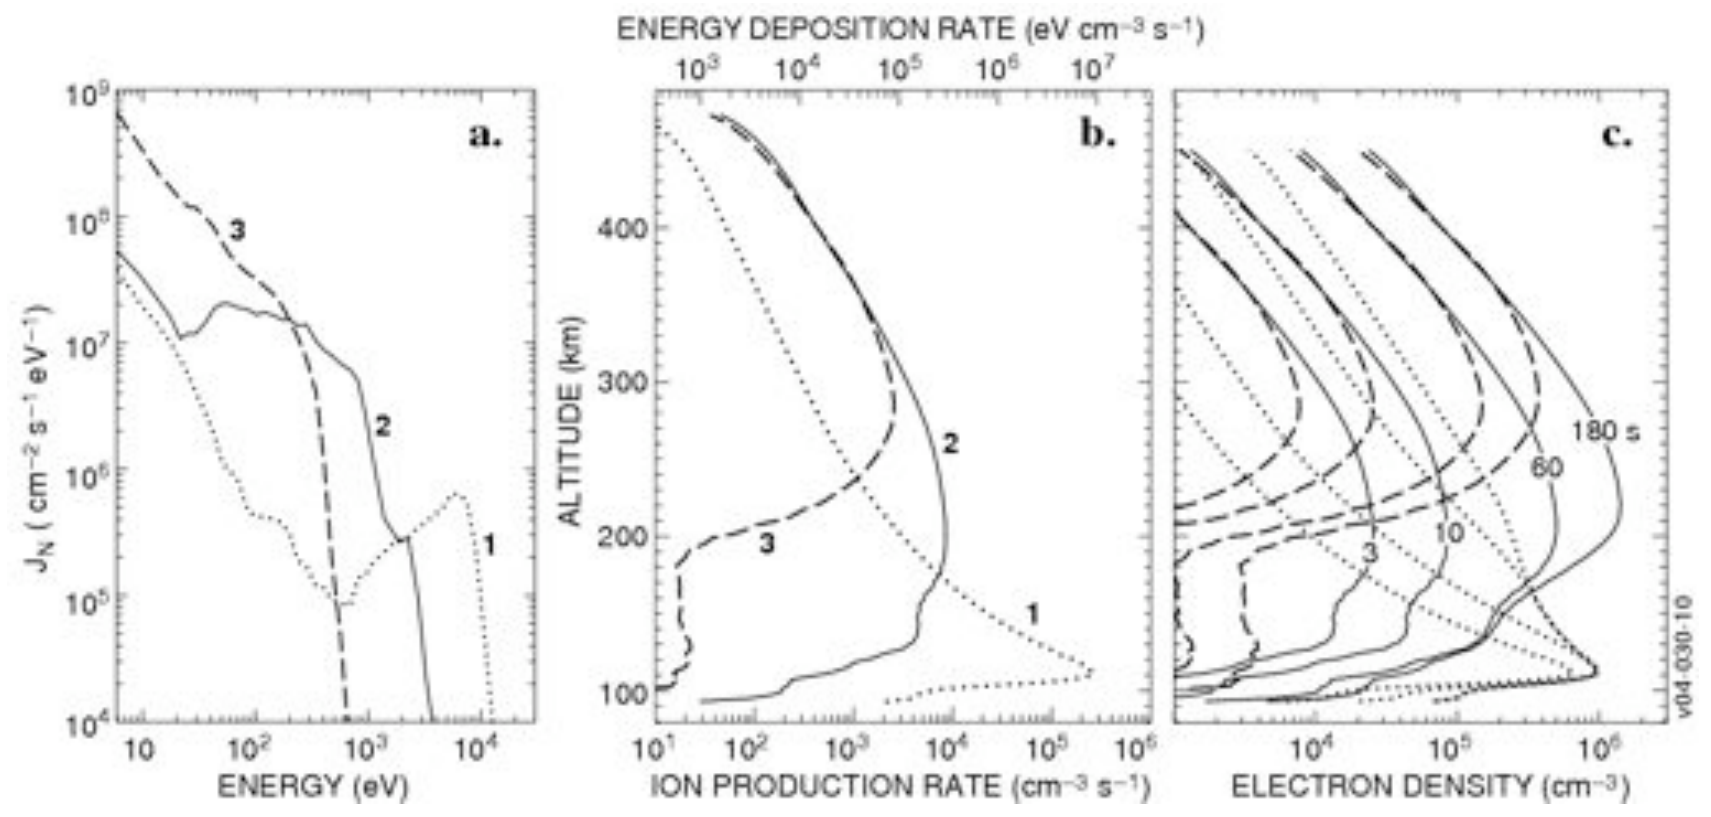 ENERGY DEPOSITION RATE (eV cm⁻³ s⁻¹)
10³ 10⁴ 10⁵ 10⁶ 10⁷
a.
b.
c.
10⁹
10⁸
10⁷
10⁶
10⁵
10⁴
J_N ( cm⁻² s⁻¹ eV⁻¹)
3
2
1
10 10² 10³ 10⁴
ENERGY (eV)
ALTITUDE (km)
400
300
200
100
2
3
1
10¹ 10² 10³ 10⁴ 10⁵ 10⁶
ION PRODUCTION RATE (cm⁻³ s⁻¹)
180 s
60
10
3
10⁴ 10⁵ 10⁶
ELECTRON DENSITY (cm⁻³)
v04-030-10